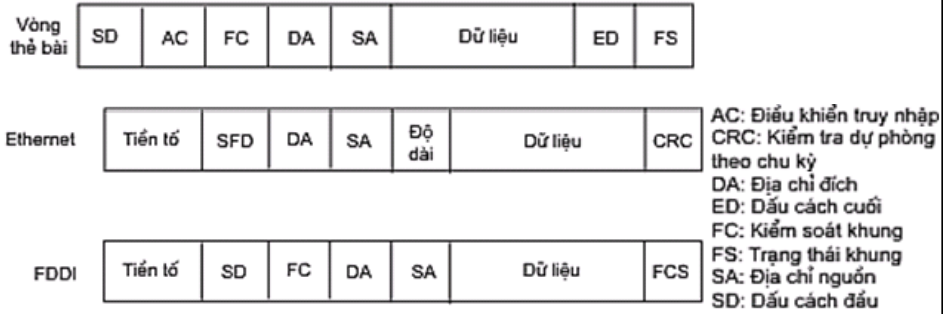 Vòng thẻ bài SD AC FC DA SA Dữ liệu ED FS
Ethernet Tiền tố SFD DA SA Độ dài Dữ liệu CRC
FDDI Tiền tố SD FC DA SA Dữ liệu FCS
AC: Điều khiển truy nhập
CRC: Kiểm tra dự phòng
theo chu kỳ
DA: Địa chỉ đích
ED: Dấu cách cuối
FC: Kiểm soát khung
FS: Trạng thái khung
SA: Địa chỉ nguồn
SD: Dấu cách đầu